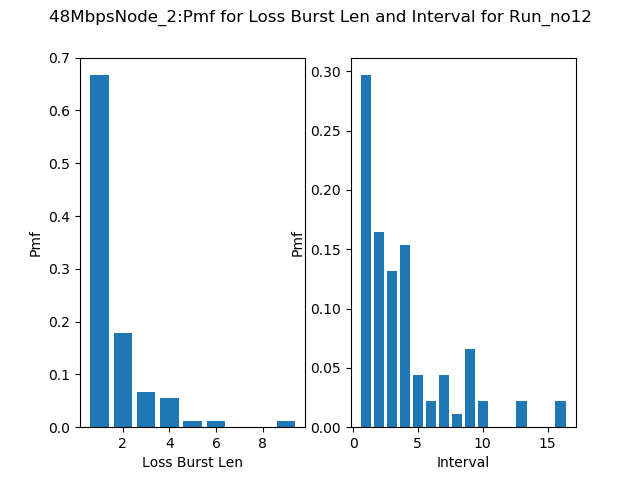 48MbpsNode_2:Pmf for Loss Burst Len and Interval for Run_no12
0.7
0.6
0.5
0.4
0.3
0.2
0.1
0.0
Pmf
2 4 6 8
Loss Burst Len
0.30
0.25
0.20
0.15
0.10
0.05
0.00
Pmf
0 5 10 15
Interval